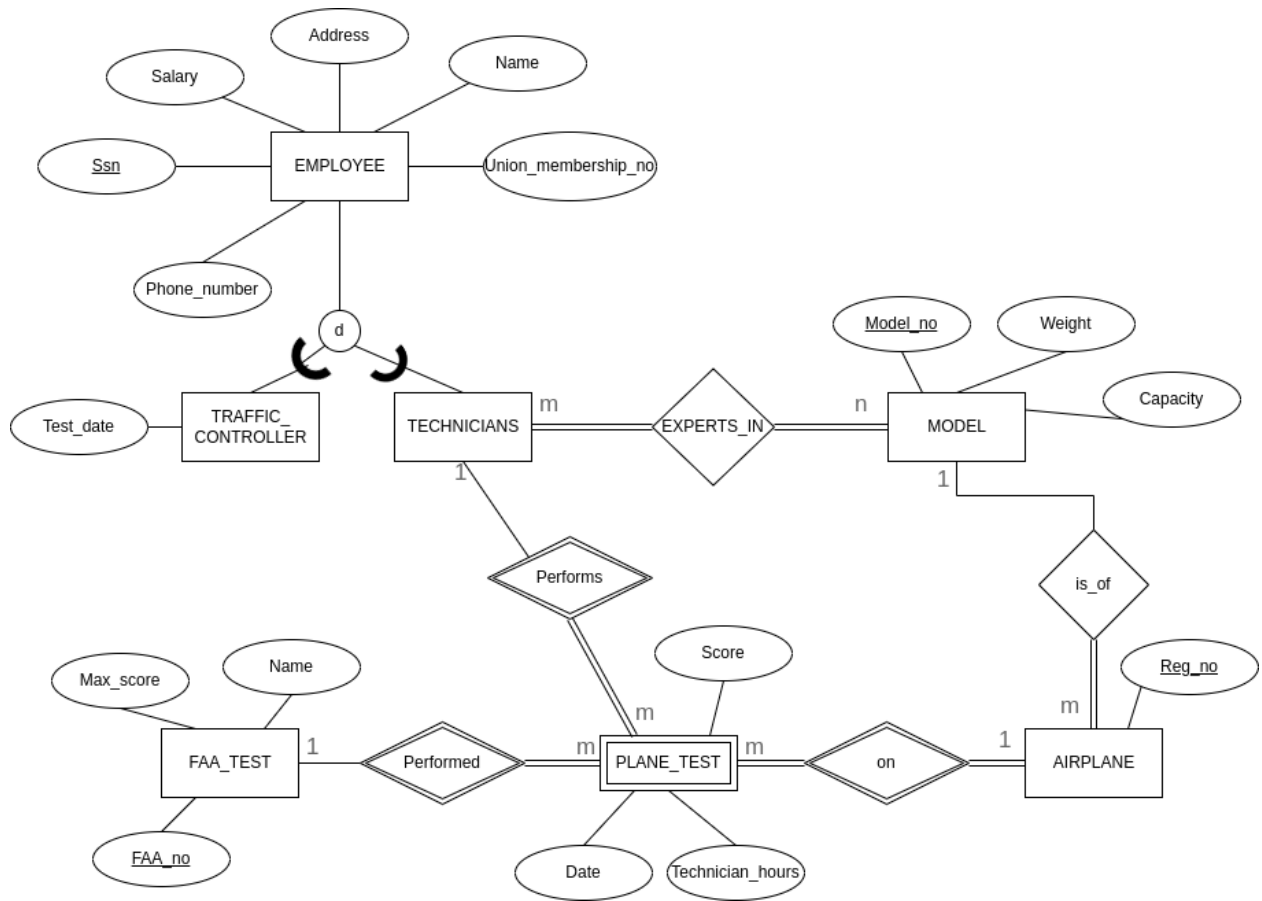 Address
Name
Salary
Ssn
EMPLOYEE
Union_membership_no
Phone_number
d
Model_no
Weight
Capacity
Test_date
TRAFFIC_
CONTROLLER
TECHNICIANS
m
EXPERTS_IN
n
MODEL
1
1
Performs
is_of
Max_score
Name
Score
Reg_no
m
m
FAA_TEST
1
Performed
m
PLANE_TEST
m
on
1
AIRPLANE
FAA_no
Date
Technician_hours